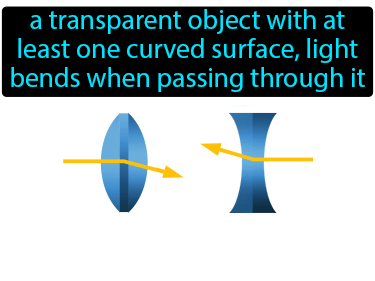 a transparent object with at
least one curved surface, light
bends when passing through it